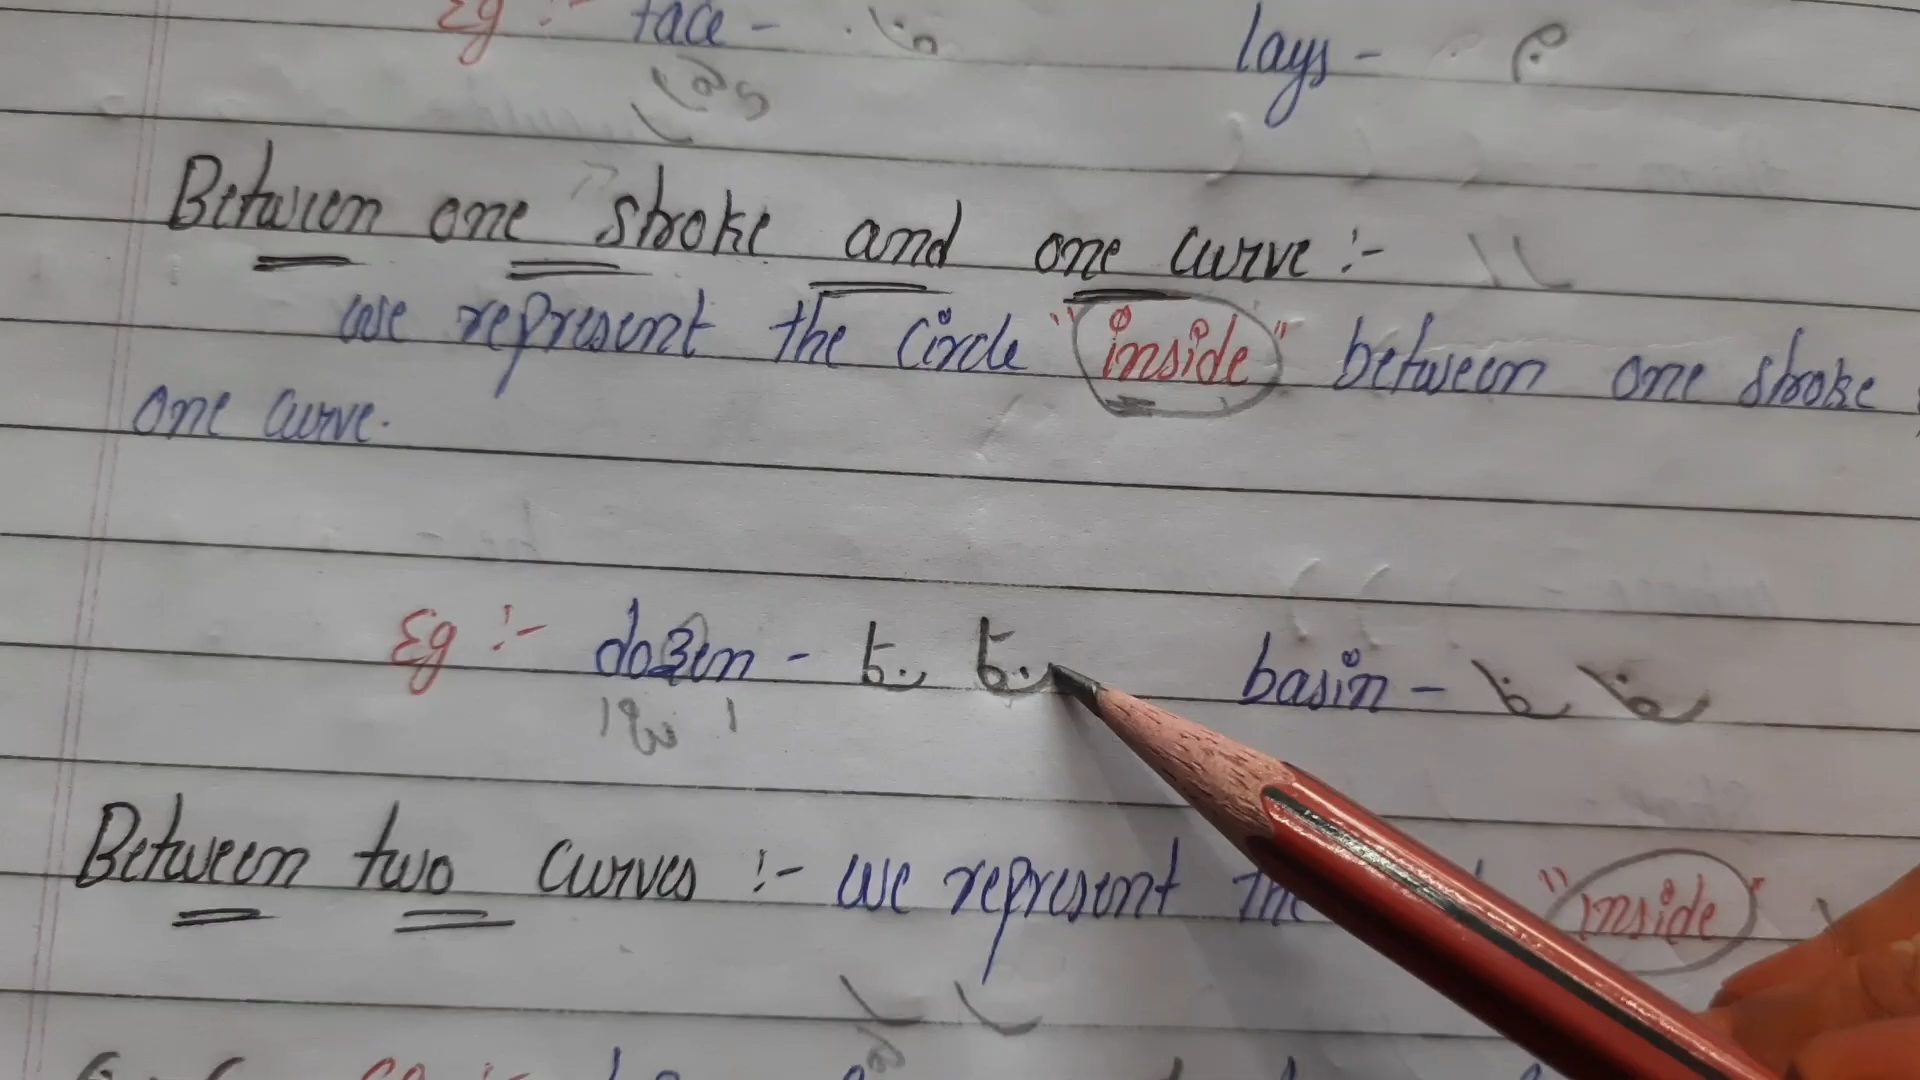 Eg :- face - lays -
Between one stroke and one curve :-
we represent the circle "inside" between one stroke
one curve.
Eg :- dozen - basin -
Between two curves :- we represent the "inside"